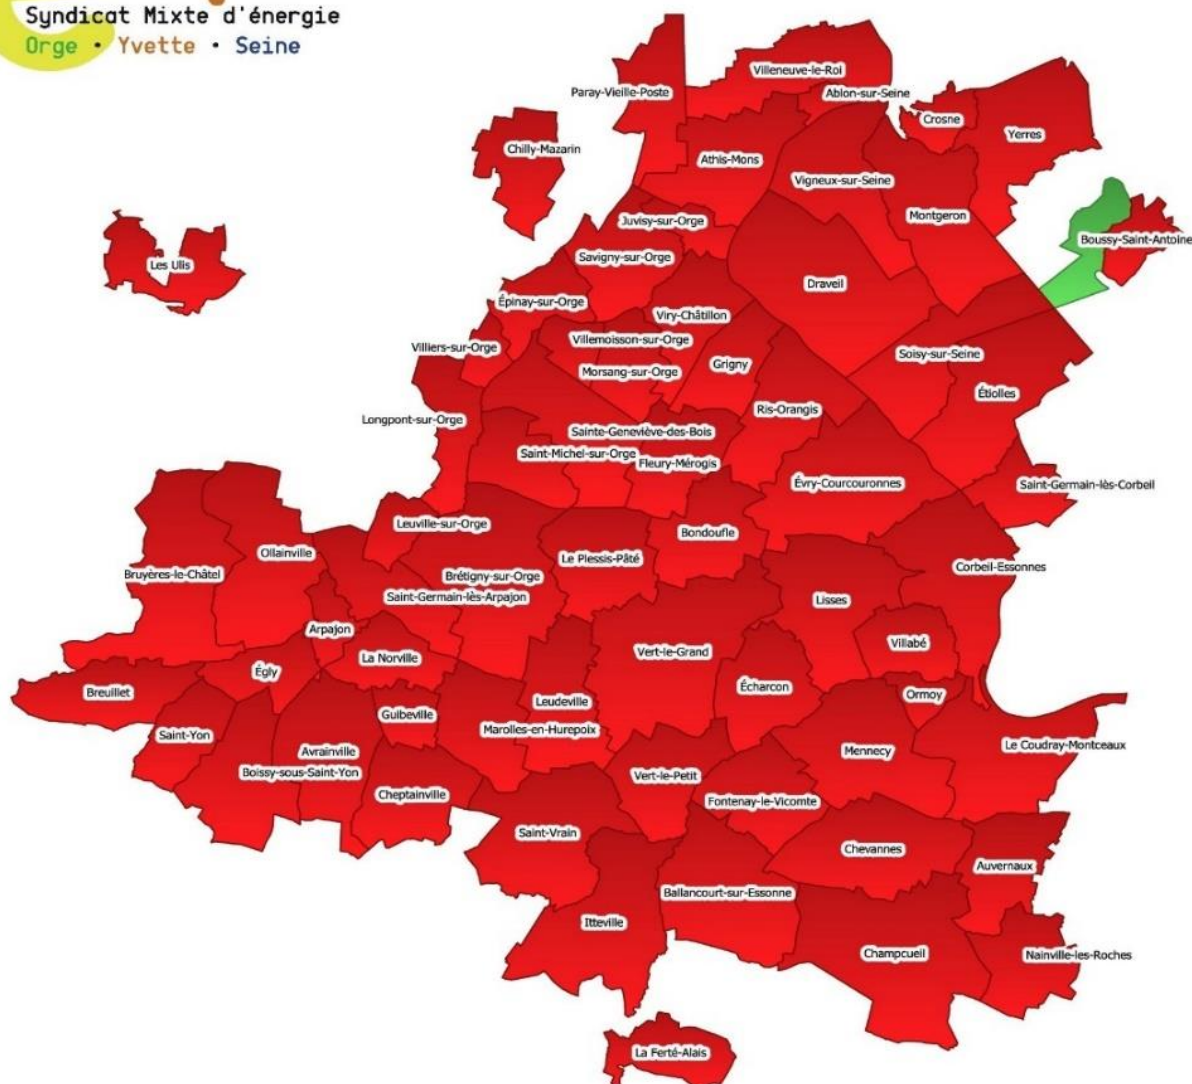 Syndicat Mixte d'énergie
Orge · Yvette · Seine
Villeneuve-le-Roi
Paray-Vieille-Poste
Ablon-sur-Seine
Crosne
Yerres
Chilly-Mazarin
Athis-Mons
Vigneux-sur-Seine
Montgeron
Juvisy-sur-Orge
Boussy-Saint-Antoine
Savigny-sur-Orge
Les Ulis
Draveil
Épinay-sur-Orge
Viry-Châtillon
Villemoisson-sur-Orge
Villiers-sur-Orge
Soisy-sur-Seine
Grigny
Morsang-sur-Orge
Étiolles
Ris-Orangis
Longpont-sur-Orge
Sainte-Geneviève-des-Bois
Saint-Michel-sur-Orge
Fleury-Mérogis
Évry-Courcouronnes
Saint-Germain-lès-Corbeil
Leuville-sur-Orge
Bondoufle
Ollainville
Le Plessis-Pâté
Corbeil-Essonnes
Bruyères-le-Châtel
Brétigny-sur-Orge
Saint-Germain-lès-Arpajon
Lisses
Arpajon
Villabé
Vert-le-Grand
La Norville
Égly
Écharcon
Breuillet
Ormoy
Leudeville
Guibeville
Marolles-en-Hurepoix
Saint-Yon
Le Coudray-Montceaux
Avrainville
Mennecy
Boissy-sous-Saint-Yon
Vert-le-Petit
Cheptainville
Fontenay-le-Vicomte
Saint-Vrain
Chevannes
Auvernaux
Ballancourt-sur-Essonne
Itteville
Champcueil
Nainville-les-Roches
La Ferté-Alais